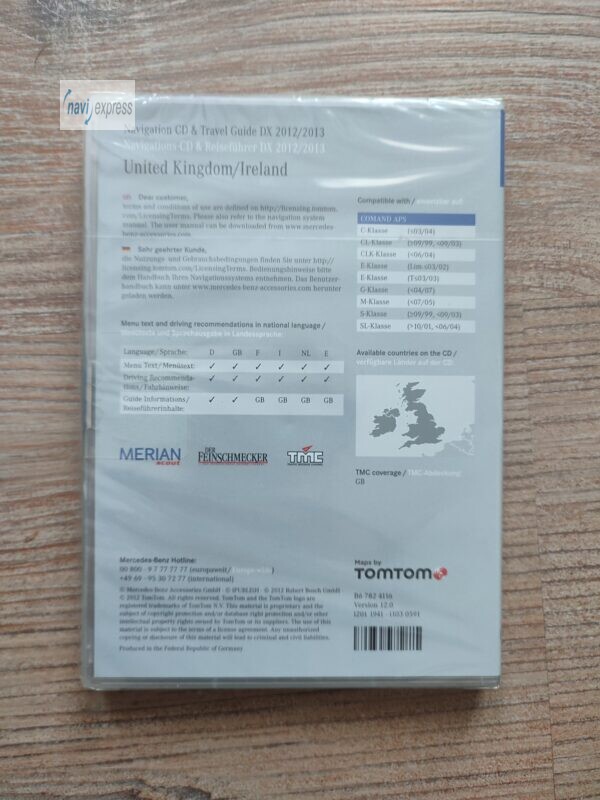 navi express
Navigation CD & Travel Guide DX 2012/2013
Navigations CD & Reiseführer DX 2012/2013
United Kingdom/Ireland
Dear customer,
terms and conditions of use are defined on http://licensing.tomtom.
com/LicensingTerms. Please also refer to the navigation system
manual. The user manual can be downloaded from www.mercedes-
benz-accessories.com
Sehr geehrter Kunde,
die Nutzungs- und Gebrauchsbedingungen finden Sie unter http://
licensing.tomtom.com/LicensingTerms. Bedienungshinweise bitte
dem Handbuch Ihres Navigationssystems entnehmen. Das Benutzer-
handbuch kann unter www.mercedes-benz-accessories.com herunter
geladen werden.
Menu text and driving recommendations in national language /
Menütexte und Sprachausgabe in Landessprache:
Language/Sprache: D GB F I NL E
Menu Text/Menütext: ✓ ✓ ✓ ✓ ✓ ✓
Driving Recommenda- ✓ ✓ ✓ ✓ ✓ ✓
tions/Fahrhinweise:
Guide Informations/ ✓ ✓ GB GB GB GB
Reiseführerinhalte:
MERIAN
scout
DER
FEINSCHMECKER
TMC
Mercedes-Benz Hotline:
00 800 - 9 77 77 77 77 (europaweit/Europe-wide)
+49 69 - 95 30 72 77 (international)
© Mercedes-Benz Accessories GmbH · © iPUBLISH · © 2012 Robert Bosch GmbH
© 2012 TomTom. All rights reserved. TomTom and the TomTom logo are
registered trademarks of TomTom N.V. This material is proprietary and the
subject of copyright protection and/or database right protection and/or other
intellectual property rights owned by TomTom or its suppliers. The use of this
material is subject to the terms of a license agreement. Any unauthorized
copying or disclosure of this material will lead to criminal and civil liabilities.
Produced in the Federal Republic of Germany
Compatible with / einsetzbar auf:
COMAND APS
C-Klasse (≤03/04)
CL-Klasse (≥09/99, ≤09/03)
CLK-Klasse (≤06/04)
E-Klasse (Lim ≤03/02)
E-Klasse (T≤03/03)
G-Klasse (≤04/07)
M-Klasse (≤07/05)
S-Klasse (≥09/99, ≤09/03)
SL-Klasse (>10/01, ≤06/04)
Available countries on the CD /
verfügbare Länder auf der CD:
TMC coverage / TMC-Abdeckung:
GB
Maps by
TOMTOM
B6 782 4116
Version 12.0
1201 1941 - 1103 0591